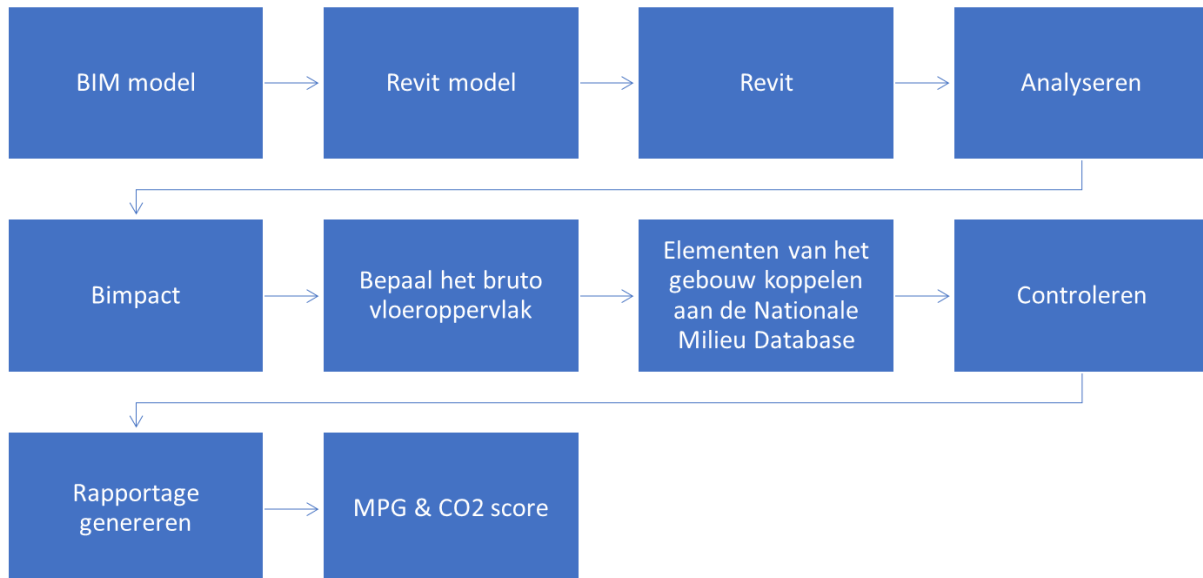 BIM model
Revit model
Revit
Analyseren
Bimpact
Bepaal het bruto
vloeroppervlak
Elementen van het
gebouw koppelen
aan de Nationale
Milieu Database
Controleren
Rapportage
genereren
MPG & CO2 score